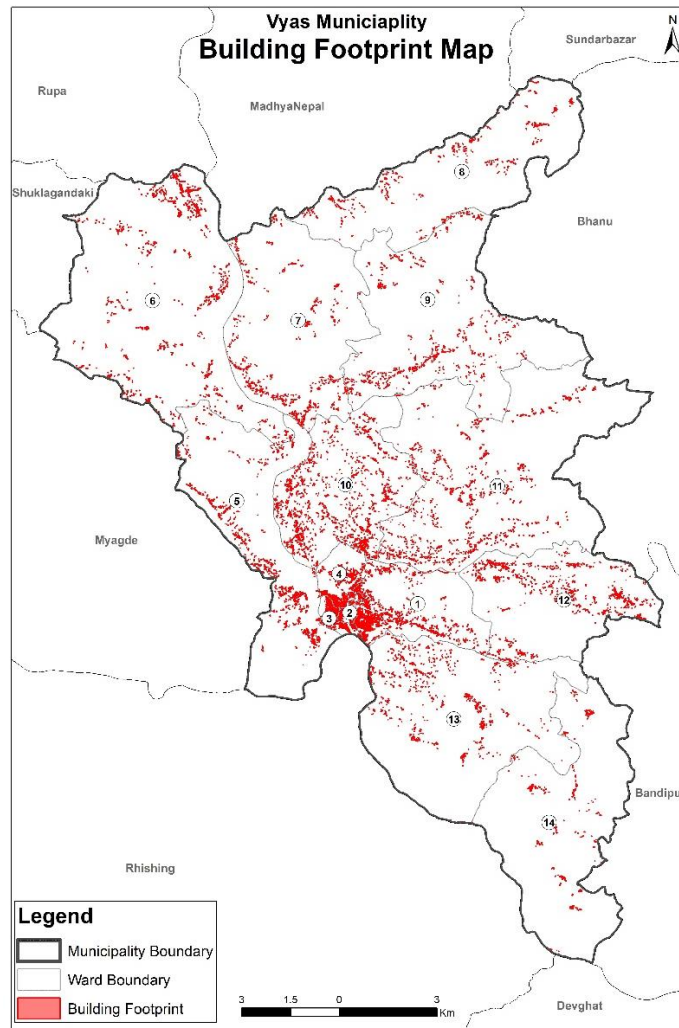 Vyas Municiaplity
Building Footprint Map
N
Sundarbazar
Rupa
MadhyaNepal
Shuklagandaki
Bhanu
8
6
7
9
10
11
5
Myagde
4
12
1
3
2
13
Bandipu
14
Rhishing
Legend
Municipality Boundary
Ward Boundary
Building Footprint
3 1.5 0 3
Km
Devghat